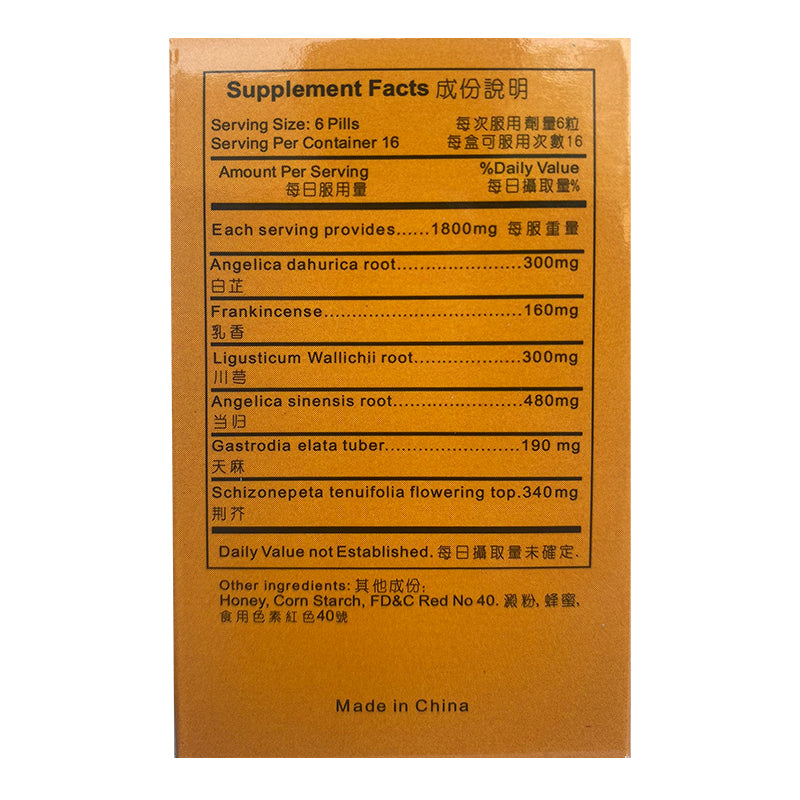 Supplement Facts 成份說明
Serving Size: 6 Pills 每次服用劑量6粒
Serving Per Container 16 每盒可服用次數16
Amount Per Serving %Daily Value
每日服用量 每日攝取量%
Each serving provides......1800mg 每服重量
Angelica dahurica root.......................300mg
白芷
Frankincense...................................160mg
乳香
Ligusticum Wallichii root...................300mg
川芎
Angelica sinensis root.......................480mg
当归
Gastrodia elata tuber........................190 mg
天麻
Schizonepeta tenuifolia flowering top.340mg
荆芥
Daily Value not Established. 每日攝取量未確定.
Other ingredients: 其他成份:
Honey, Corn Starch, FD&C Red No 40. 澱粉, 蜂蜜,
食用色素紅色40號
Made in China